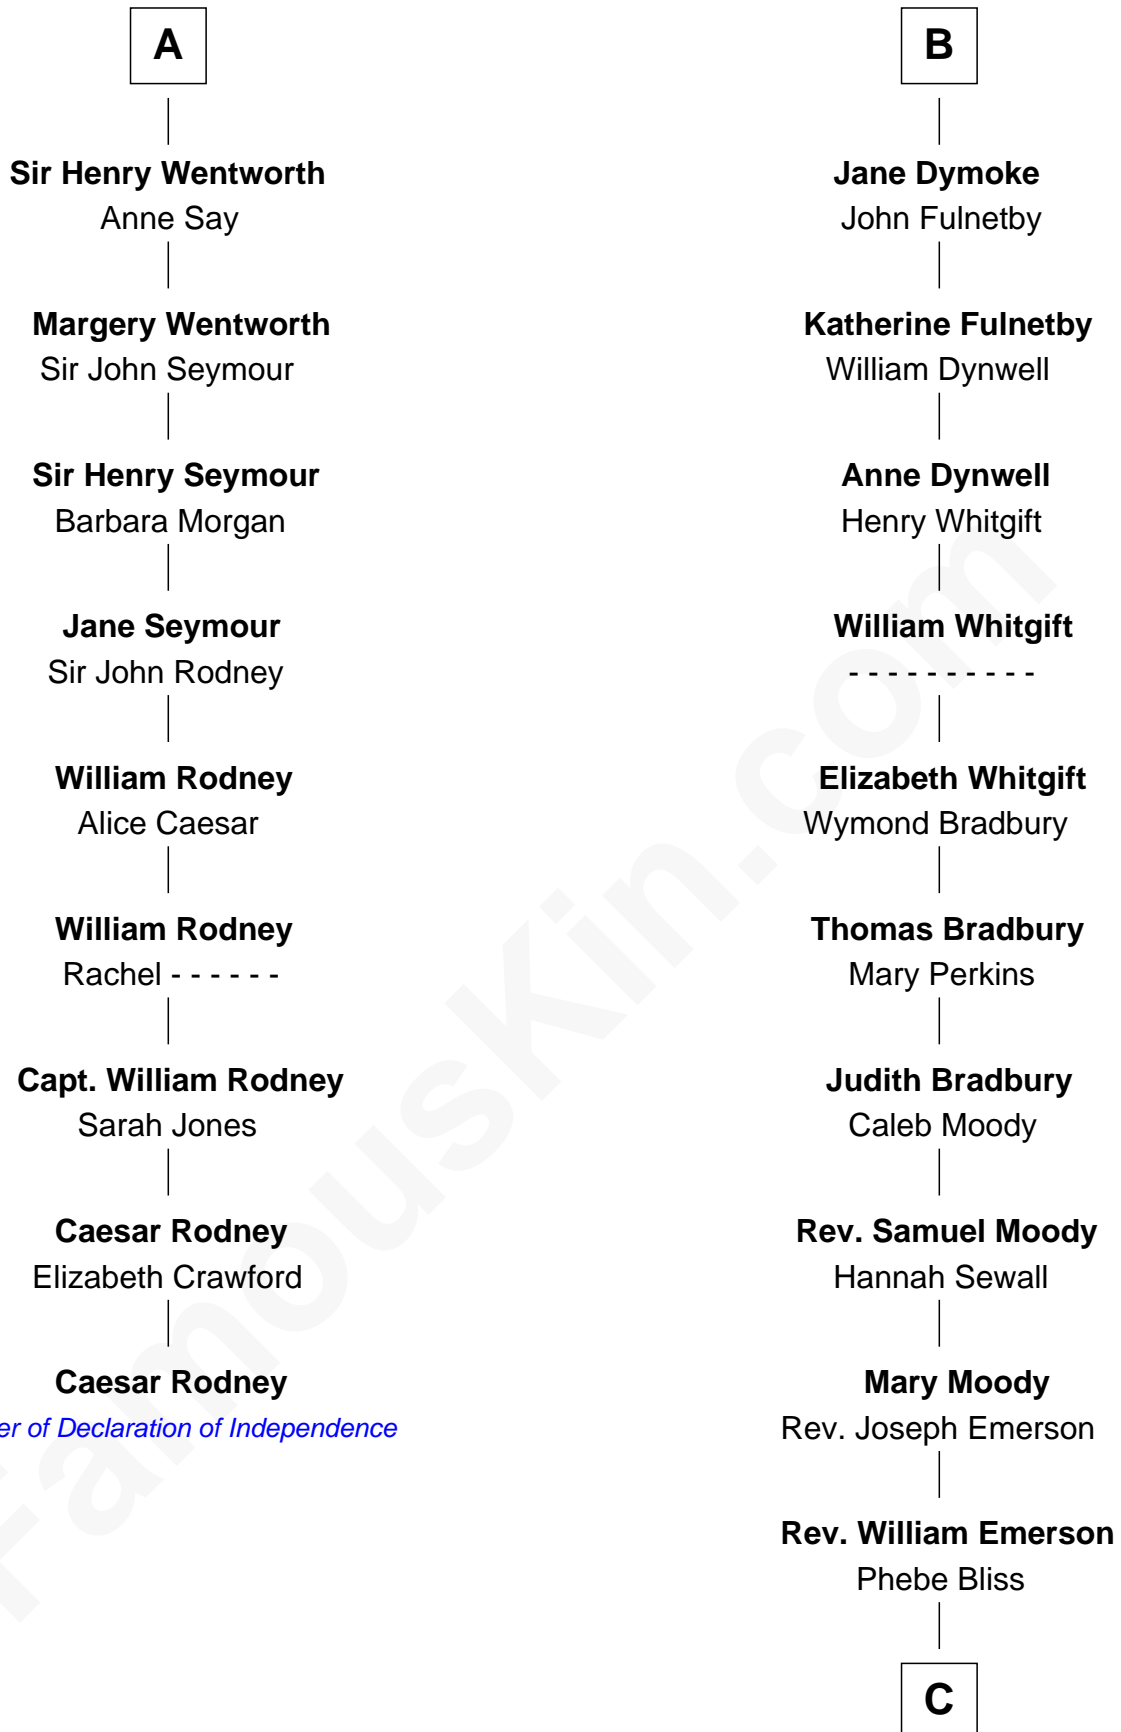 A
Sir Henry Wentworth
Anne Say
Margery Wentworth
Sir John Seymour
Sir Henry Seymour
Barbara Morgan
Jane Seymour
Sir John Rodney
William Rodney
Alice Caesar
William Rodney
Rachel - - - - - -
Capt. William Rodney
Sarah Jones
Caesar Rodney
Elizabeth Crawford
Caesar Rodney
er of Declaration of Independence
B
Jane Dymoke
John Fulnetby
Katherine Fulnetby
William Dynwell
Anne Dynwell
Henry Whitgift
William Whitgift
- - - - - - - - - -
Elizabeth Whitgift
Wymond Bradbury
Thomas Bradbury
Mary Perkins
Judith Bradbury
Caleb Moody
Rev. Samuel Moody
Hannah Sewall
Mary Moody
Rev. Joseph Emerson
Rev. William Emerson
Phebe Bliss
C
FamousKin.com